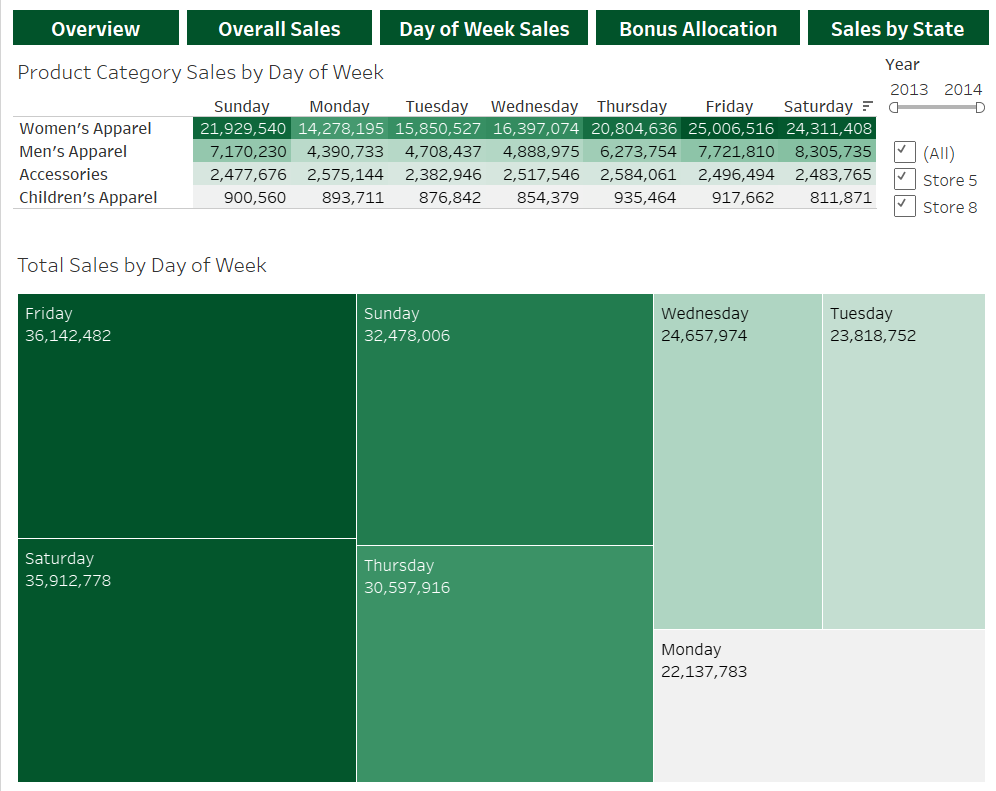 Overview Overall Sales Day of Week Sales Bonus Allocation Sales by State
Product Category Sales by Day of Week
Year
2013 2014
Sunday Monday Tuesday Wednesday Thursday Friday Saturday
Women's Apparel 21,929,540 14,278,195 15,850,527 16,397,074 20,804,636 25,006,516 24,311,408
Men's Apparel 7,170,230 4,390,733 4,708,437 4,888,975 6,273,754 7,721,810 8,305,735
Accessories 2,477,676 2,575,144 2,382,946 2,517,546 2,584,061 2,496,494 2,483,765
Children's Apparel 900,560 893,711 876,842 854,379 935,464 917,662 811,871
(All)
Store 5
Store 8
Total Sales by Day of Week
Friday
36,142,482
Saturday
35,912,778
Sunday
32,478,006
Thursday
30,597,916
Wednesday
24,657,974
Tuesday
23,818,752
Monday
22,137,783